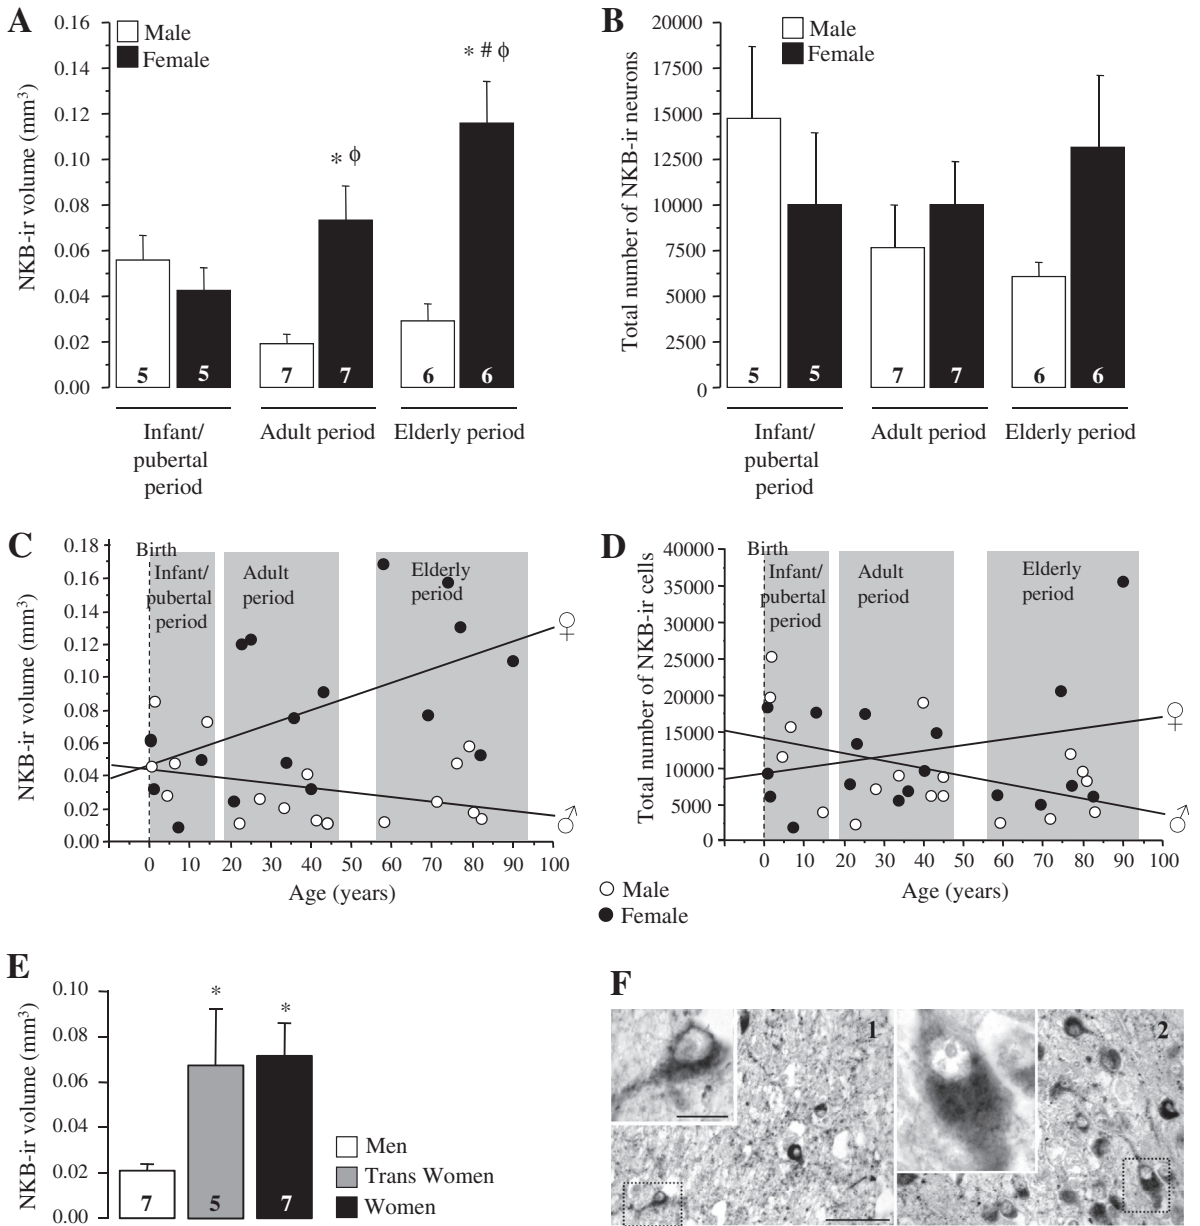 A
NKB-ir volume (mm³)
0.16
0.14
0.12
0.10
0.08
0.06
0.04
0.02
0.00
Male
Female
* # ϕ
* ϕ
5 5 7 7 6 6
Infant/
pubertal
period
Adult period
Elderly period
B
Total number of NKB-ir neurons
20000
17500
15000
12500
10000
7500
5000
2500
0
Male
Female
5 5 7 7 6 6
Infant/
pubertal
period
Adult period
Elderly period
C
NKB-ir volume (mm³)
0.18
0.16
0.14
0.12
0.10
0.08
0.06
0.04
0.02
0.00
Birth
Infant/
pubertal
period
Adult
period
Elderly
period
♀
♂
0 10 20 30 40 50 60 70 80 90 100
Age (years)
D
Total number of NKB-ir cells
40000
35000
30000
25000
20000
15000
10000
5000
0
Birth
Infant/
pubertal
period
Adult
period
Elderly
period
♀
♂
0 10 20 30 40 50 60 70 80 90 100
Age (years)
Male
Female
E
NKB-ir volume (mm³)
0.10
0.08
0.06
0.04
0.02
0.00
* *
7 5 7
Men
Trans Women
Women
F
1
2